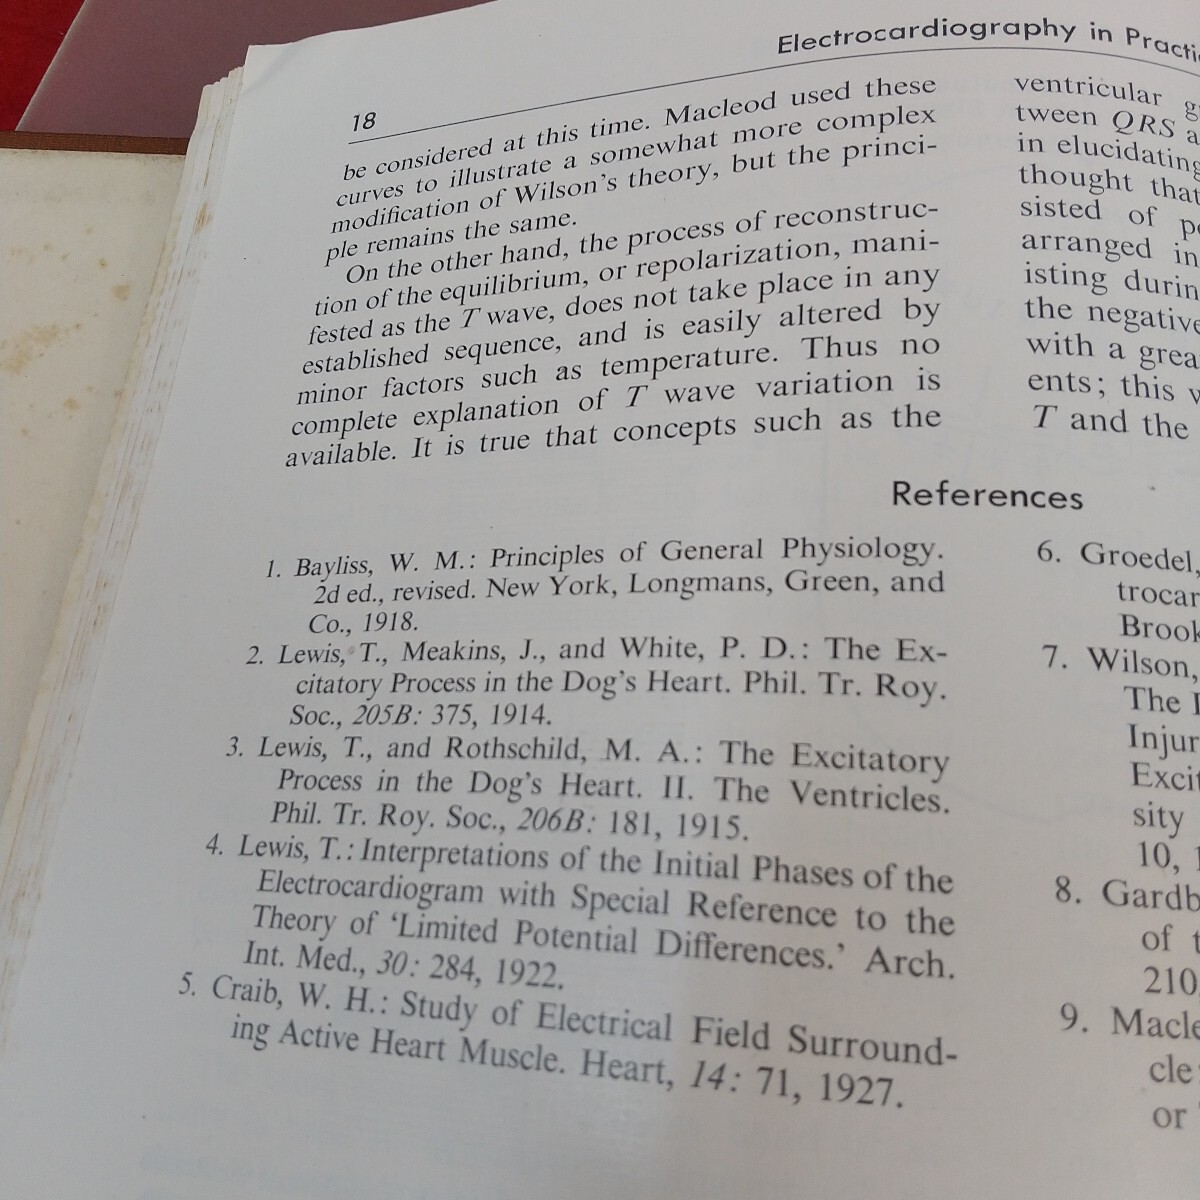 18
Electrocardiography in
be considered at this time. Macleod used these
curves to illustrate a somewhat more complex
modification of Wilson's theory, but the princi-
ple remains the same.
On the other hand, the process of reconstruc-
tion of the equilibrium, or repolarization, mani-
fested as the T wave, does not take place in any
established sequence, and is easily altered by
minor factors such as temperature. Thus no
complete explanation of T wave variation is
available. It is true that concepts such as the
ventricular
tween QRS
in elucidating
thought that
sisted of
arranged in
isting
the negative
with a
ents; this
T and the
References
1. Bayliss, W. M.: Principles of General Physiology.
2d ed., revised. New York, Longmans, Green, and
Co., 1918.
2. Lewis, T., Meakins, J., and White, P. D.: The Ex-
citatory Process in the Dog's Heart. Phil. Tr. Roy.
Soc., 205B: 375, 1914.
3. Lewis, T., and Rothschild, M. A.: The Excitatory
Process in the Dog's Heart. II. The Ventricles.
Phil. Tr. Roy. Soc., 206B: 181, 1915.
4. Lewis, T.: Interpretations of the Initial Phases of the
Electrocardiogram with Special Reference to the
Theory of 'Limited Potential Differences.' Arch.
Int. Med., 30: 284, 1922.
5. Craib, W. H.: Study of Electrical Field Surround-
ing Active Heart Muscle. Heart, 14: 71, 1927.
6. Groedel,
7. Wilson,
The
sity
10,
8.
of
210
9.
cle
or